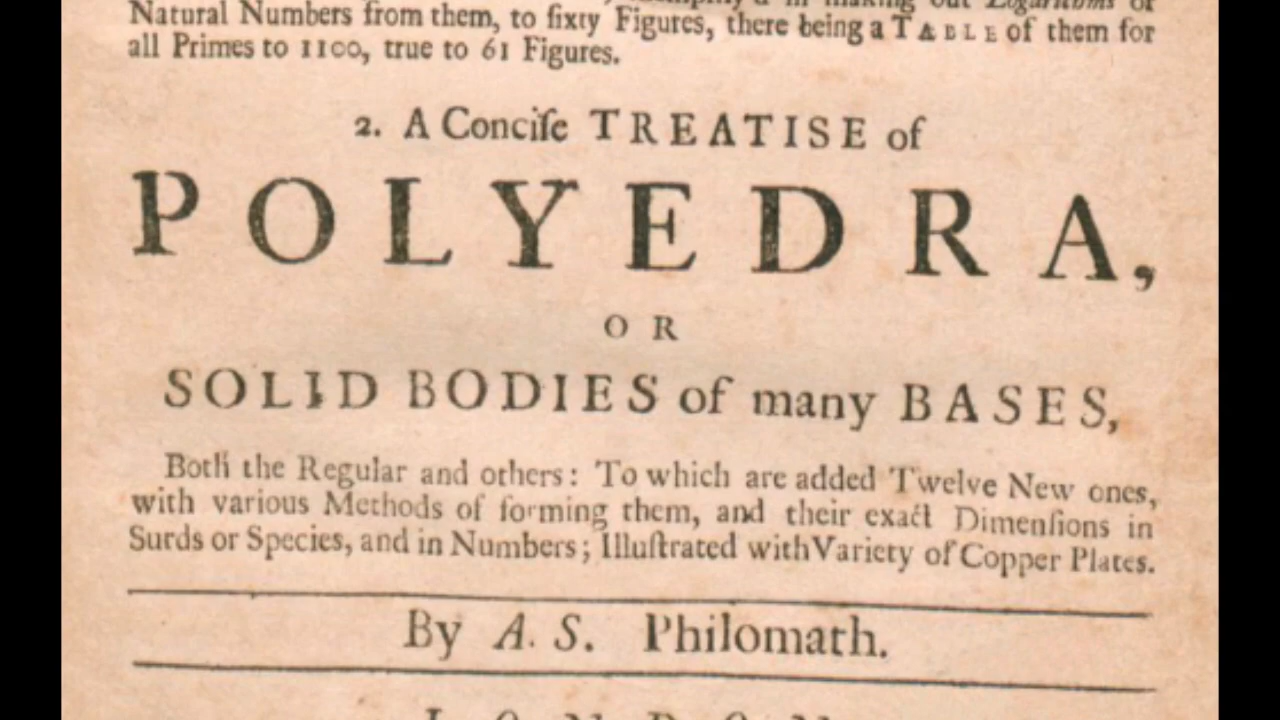 Natural Numbers from them, to ſixty Figures, there being a TABLE of them for
all Primes to 1100, true to 61 Figures.
2. A Conciſe TREATISE of
POLYEDRA,
OR
SOLID BODIES of many BASES,
Both the Regular and others: To which are added Twelve New ones,
with various Methods of forming them, and their exact Dimenſions in
Surds or Species, and in Numbers; Illuſtrated with Variety of Copper Plates.
By A. S. Philomath.